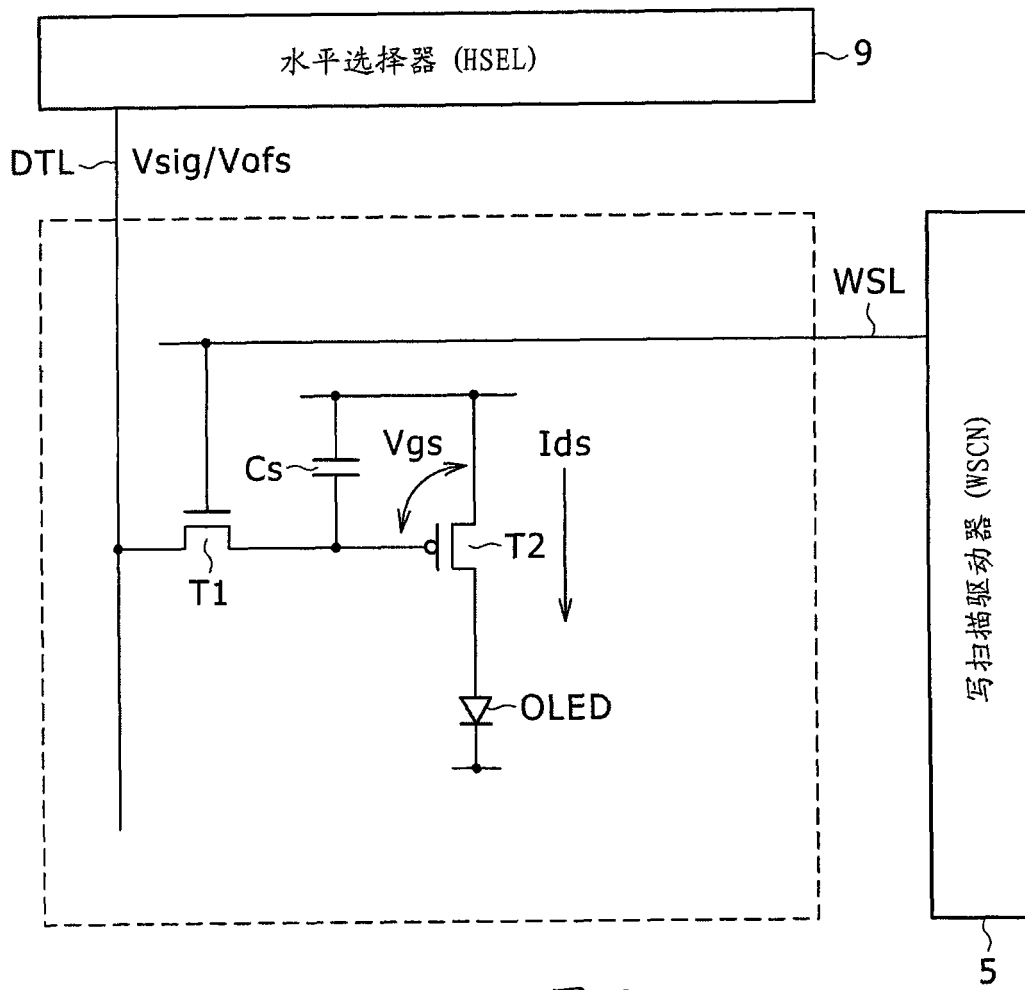 水平选择器 (HSEL)
9
DTL
Vsig/Vofs
WSL
Vgs
Ids
Cs
T2
T1
OLED
写扫描驱动器 (WSCN)
5